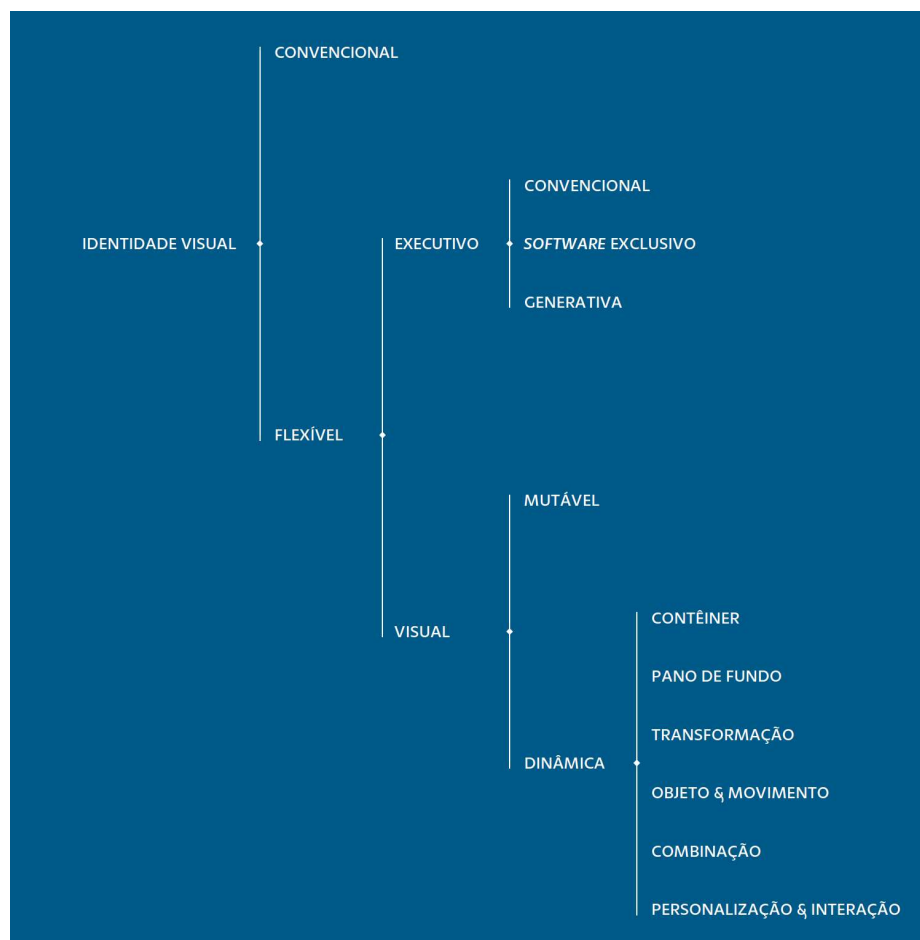 CONVENCIONAL
CONVENCIONAL
IDENTIDADE VISUAL
EXECUTIVO
SOFTWARE EXCLUSIVO
GENERATIVA
FLEXÍVEL
MUTÁVEL
CONTÊINER
VISUAL
PANO DE FUNDO
TRANSFORMAÇÃO
DINÂMICA
OBJETO & MOVIMENTO
COMBINAÇÃO
PERSONALIZAÇÃO & INTERAÇÃO